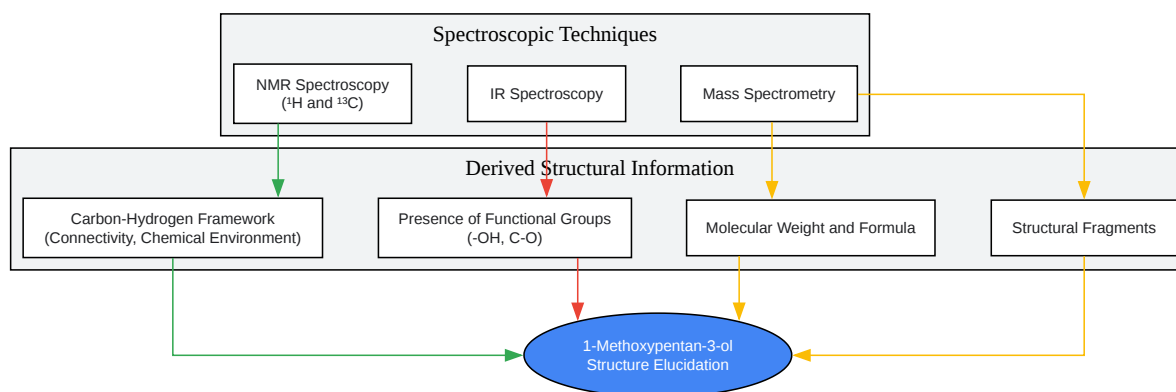 Spectroscopic Techniques
NMR Spectroscopy
(¹H and ¹³C)
IR Spectroscopy
Mass Spectrometry
Derived Structural Information
Carbon-Hydrogen Framework
(Connectivity, Chemical Environment)
Presence of Functional Groups
(-OH, C-O)
Molecular Weight and Formula
Structural Fragments
1-Methoxypentan-3-ol
Structure Elucidation